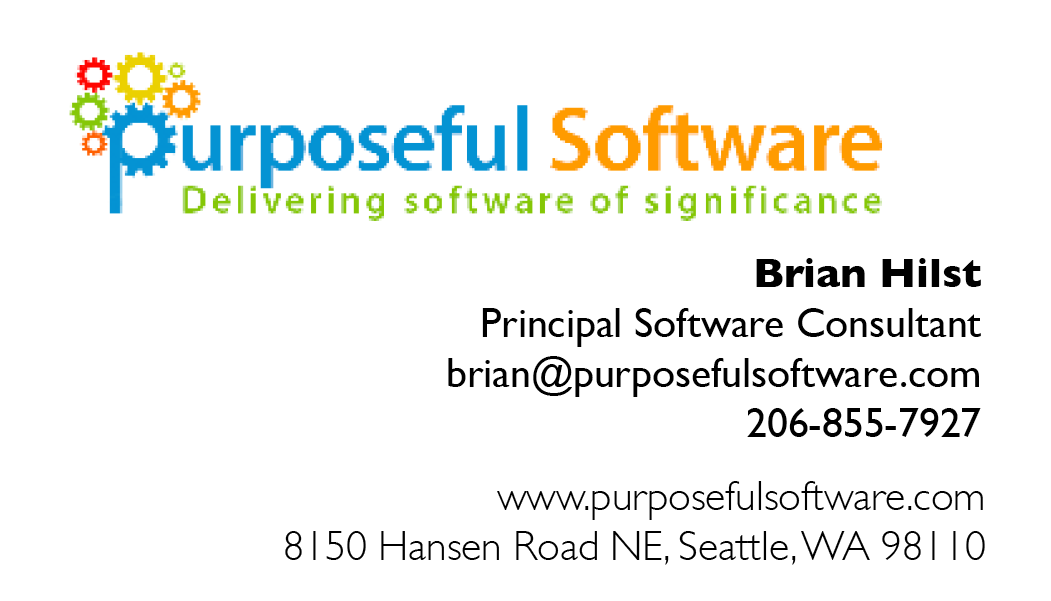 Purposeful Software
Delivering software of significance
Brian Hilst
Principal Software Consultant
brian@purposefulsoftware.com
206-855-7927
www.purposefulsoftware.com
8150 Hansen Road NE, Seattle, WA 98110